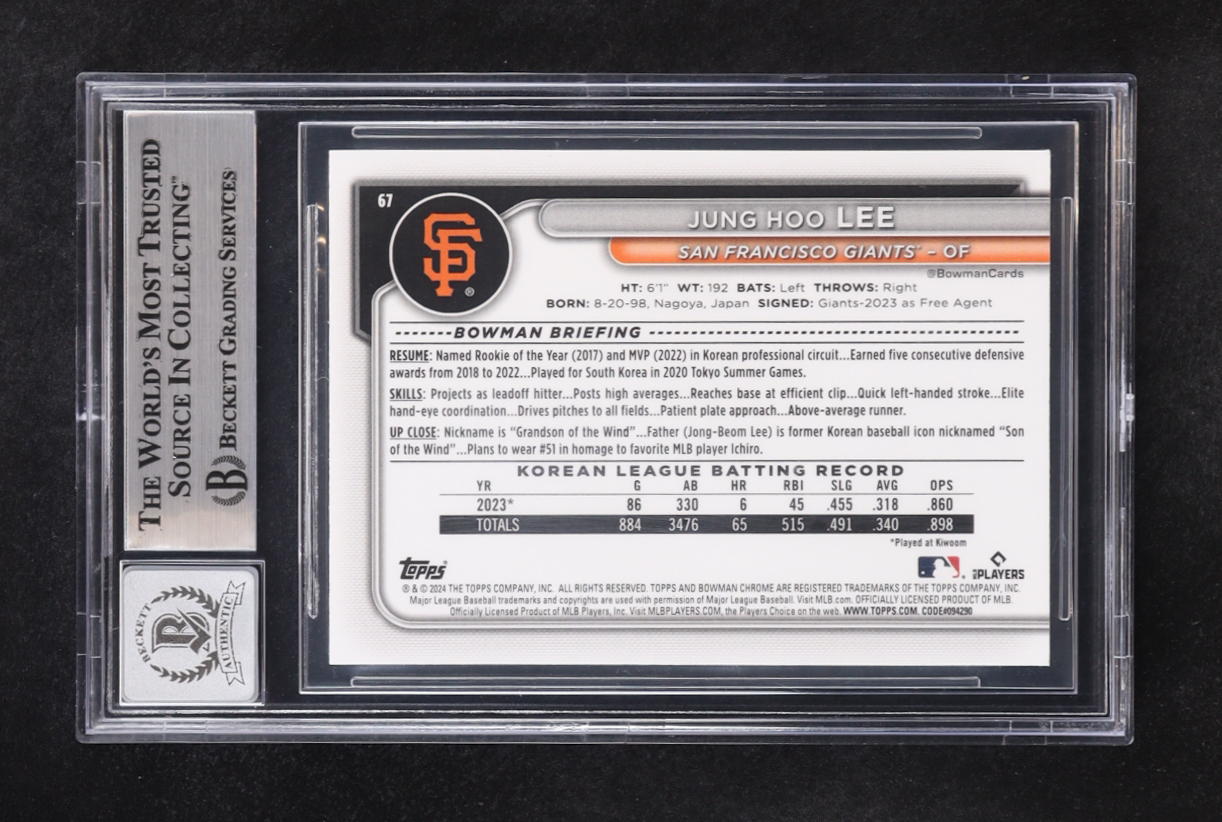 THE WORLD'S MOST TRUSTED
SOURCE IN COLLECTING™
BECKETT GRADING SERVICES
BECKETT
AUTHENTIC
67
SF
JUNG HOO LEE
SAN FRANCISCO GIANTS® – OF
@BowmanCards
HT: 6'1" WT: 192 BATS: Left THROWS: Right
BORN: 8-20-98, Nagoya, Japan SIGNED: Giants-2023 as Free Agent
BOWMAN BRIEFING
RESUME: Named Rookie of the Year (2017) and MVP (2022) in Korean professional circuit...Earned five consecutive defensive
awards from 2018 to 2022...Played for South Korea in 2020 Tokyo Summer Games.
SKILLS: Projects as leadoff hitter...Posts high averages...Reaches base at efficient clip...Quick left-handed stroke...Elite
hand-eye coordination...Drives pitches to all fields...Patient plate approach...Above-average runner.
UP CLOSE: Nickname is “Grandson of the Wind”...Father (Jong-Beom Lee) is former Korean baseball icon nicknamed “Son
of the Wind”...Plans to wear #51 in homage to favorite MLB player Ichiro.
KOREAN LEAGUE BATTING RECORD
YR G AB HR RBI SLG AVG OPS
2023* 86 330 6 45 .455 .318 .860
TOTALS 884 3476 65 515 .491 .340 .898
*Played at Kiwoom
topps®
PLAYERS
® & © 2024 THE TOPPS COMPANY, INC. ALL RIGHTS RESERVED. TOPPS AND BOWMAN CHROME ARE REGISTERED TRADEMARKS OF THE TOPPS COMPANY, INC.
Major League Baseball trademarks and copyrights are used with permission of Major League Baseball. Visit MLB.com. OFFICIALLY LICENSED PRODUCT OF MLB.
Officially Licensed Product of MLB Players, Inc. Visit MLBPLAYERS.COM, the Players Choice on the web. WWW.TOPPS.COM. CODE#094290